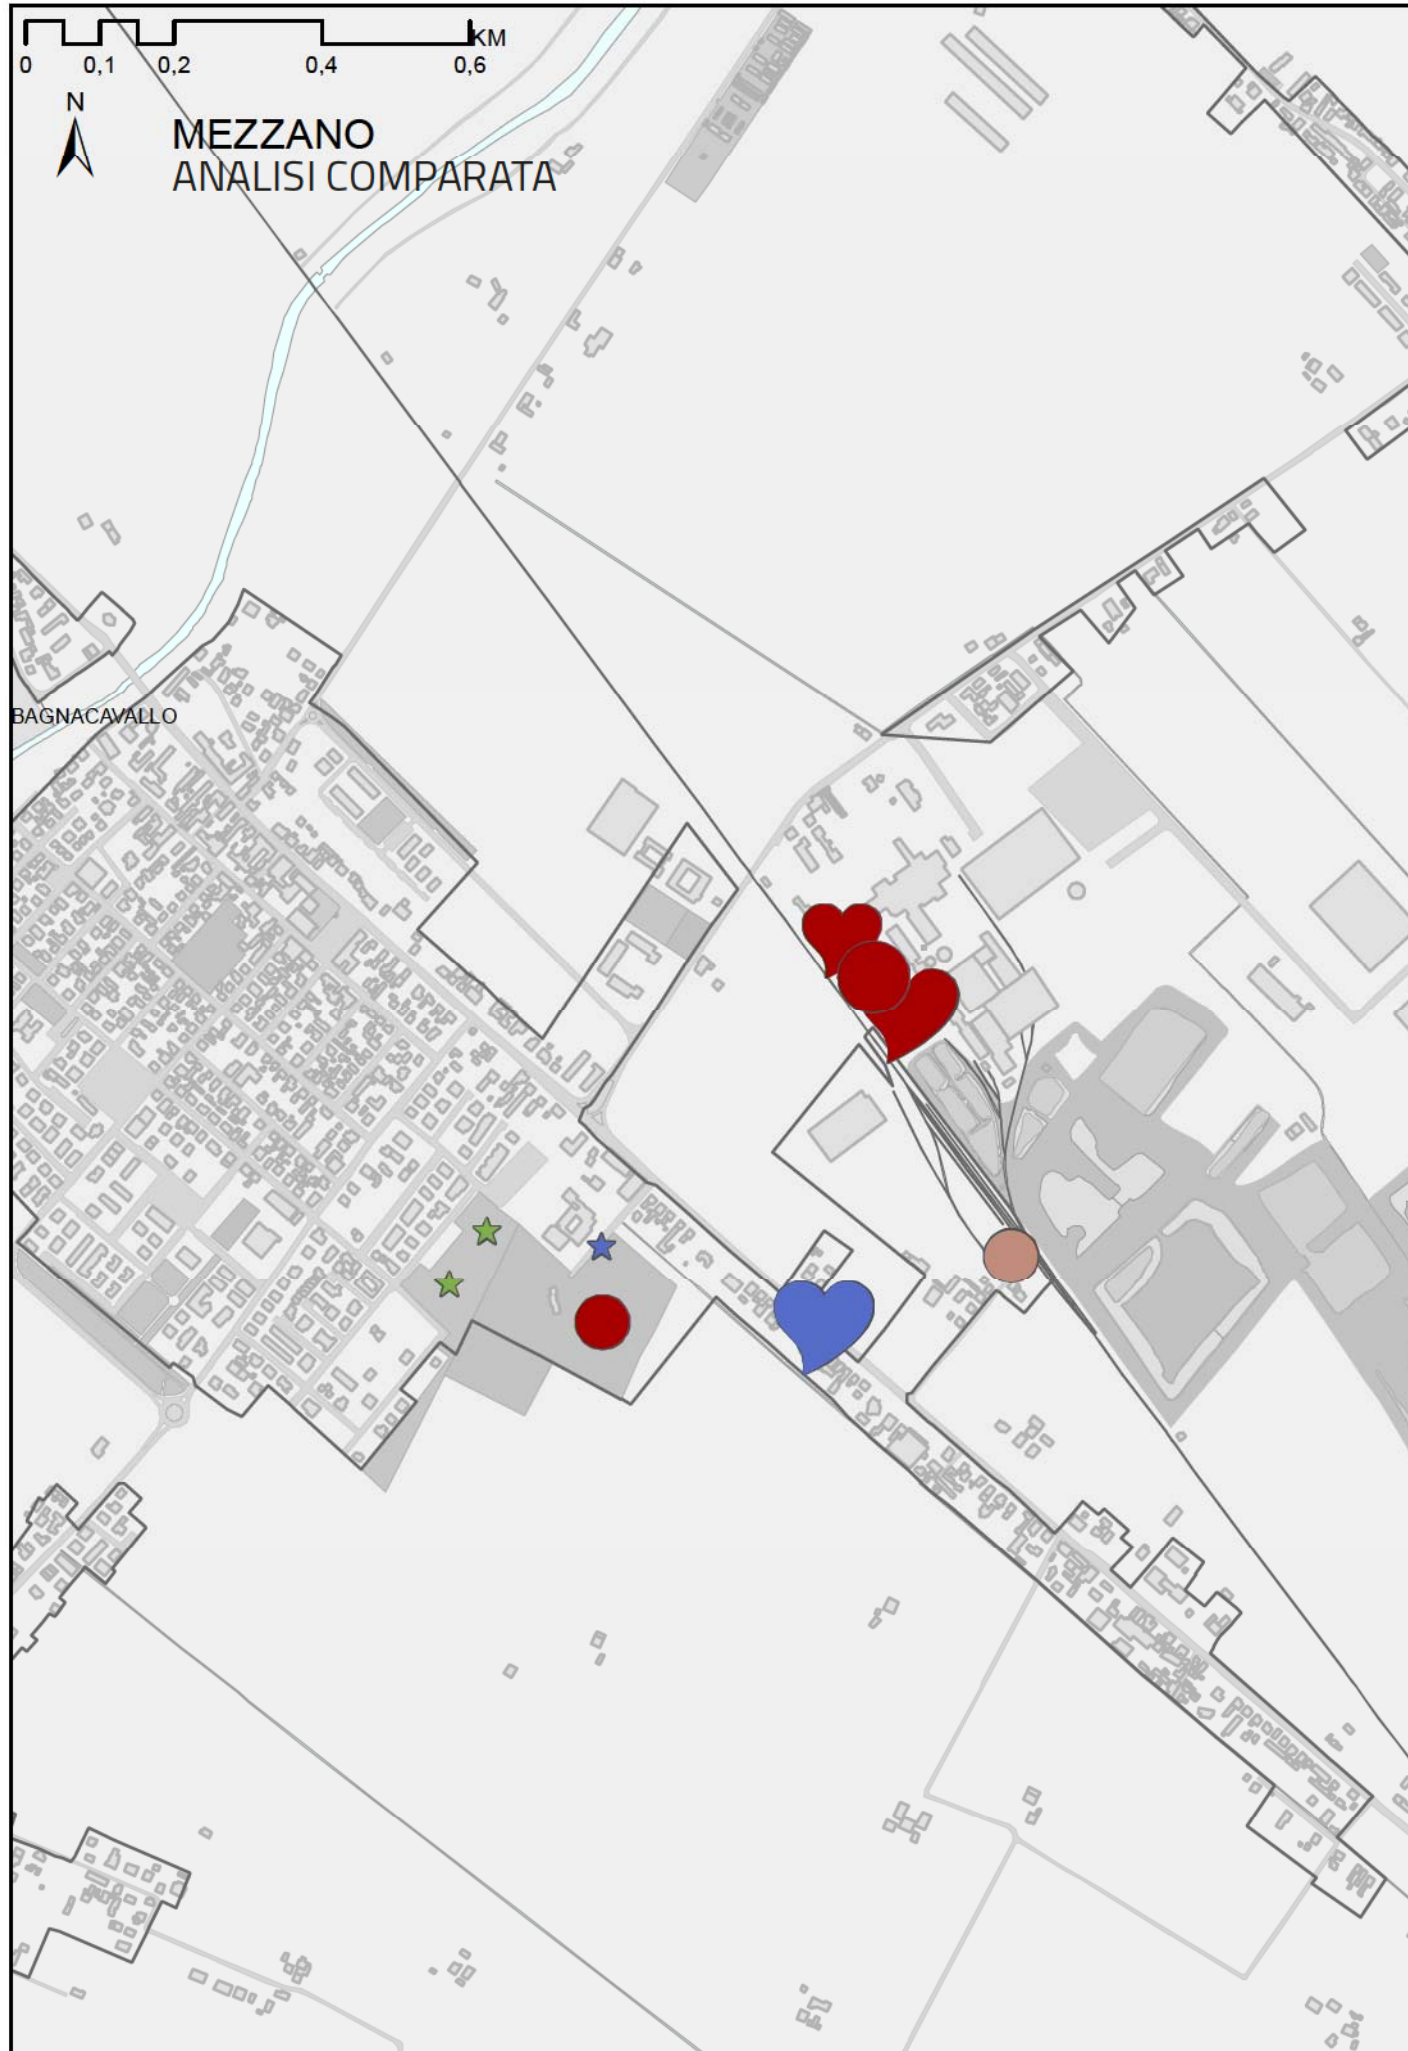 KM
0 0,1 0,2 0,4 0,6
N
MEZZANO
ANALISI COMPARATA
BAGNACAVALLO